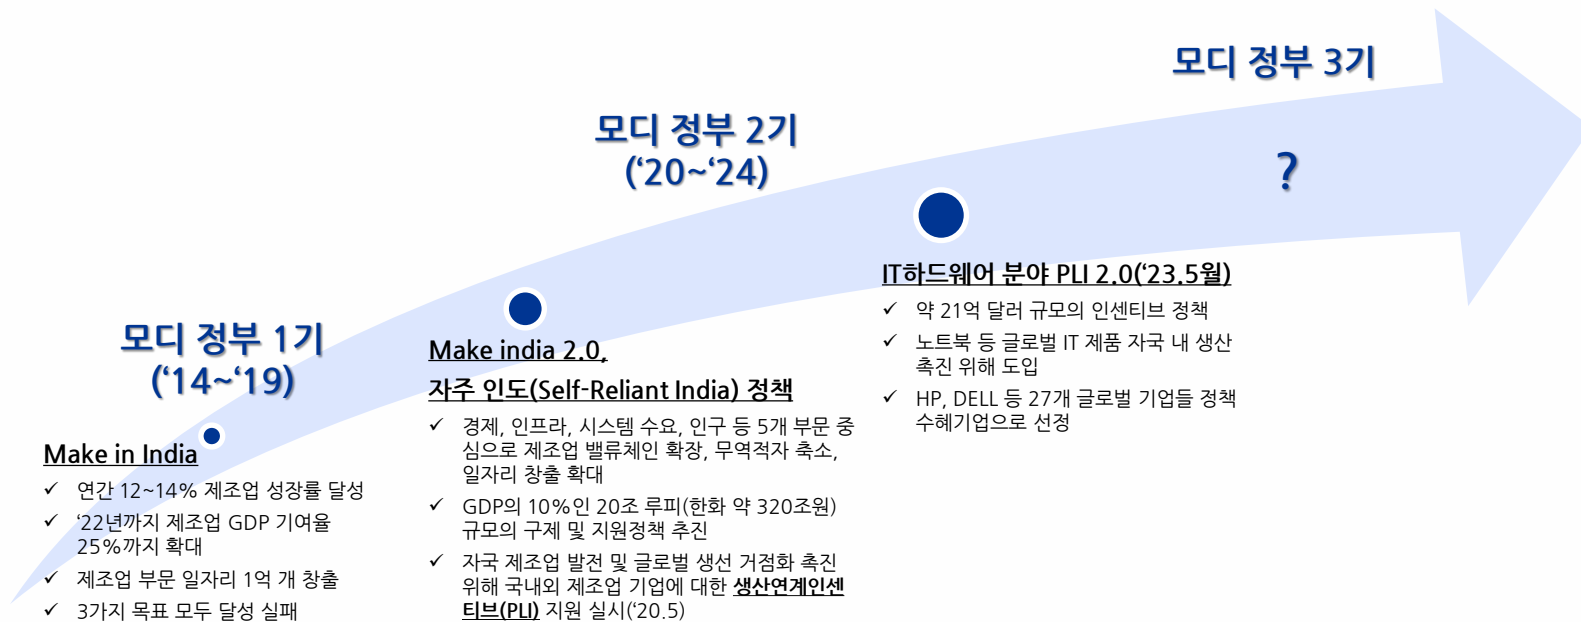 모디 정부 1기
(‘14~‘19)
Make in India
✓ 연간 12~14% 제조업 성장률 달성
✓ ‘22년까지 제조업 GDP 기여율
25%까지 확대
✓ 제조업 부문 일자리 1억 개 창출
✓ 3가지 목표 모두 달성 실패
모디 정부 2기
(‘20~‘24)
Make india 2.0,
자주 인도(Self-Reliant India) 정책
✓ 경제, 인프라, 시스템 수요, 인구 등 5개 부문 중
심으로 제조업 밸류체인 확장, 무역적자 축소,
일자리 창출 확대
✓ GDP의 10%인 20조 루피(한화 약 320조원)
규모의 구제 및 지원정책 추진
✓ 자국 제조업 발전 및 글로벌 생선 거점화 촉진
위해 국내외 제조업 기업에 대한 생산연계인센
티브(PLI) 지원 실시(‘20.5)
IT하드웨어 분야 PLI 2.0(‘23.5월)
✓ 약 21억 달러 규모의 인센티브 정책
✓ 노트북 등 글로벌 IT 제품 자국 내 생산
촉진 위해 도입
✓ HP, DELL 등 27개 글로벌 기업들 정책
수혜기업으로 선정
모디 정부 3기
?